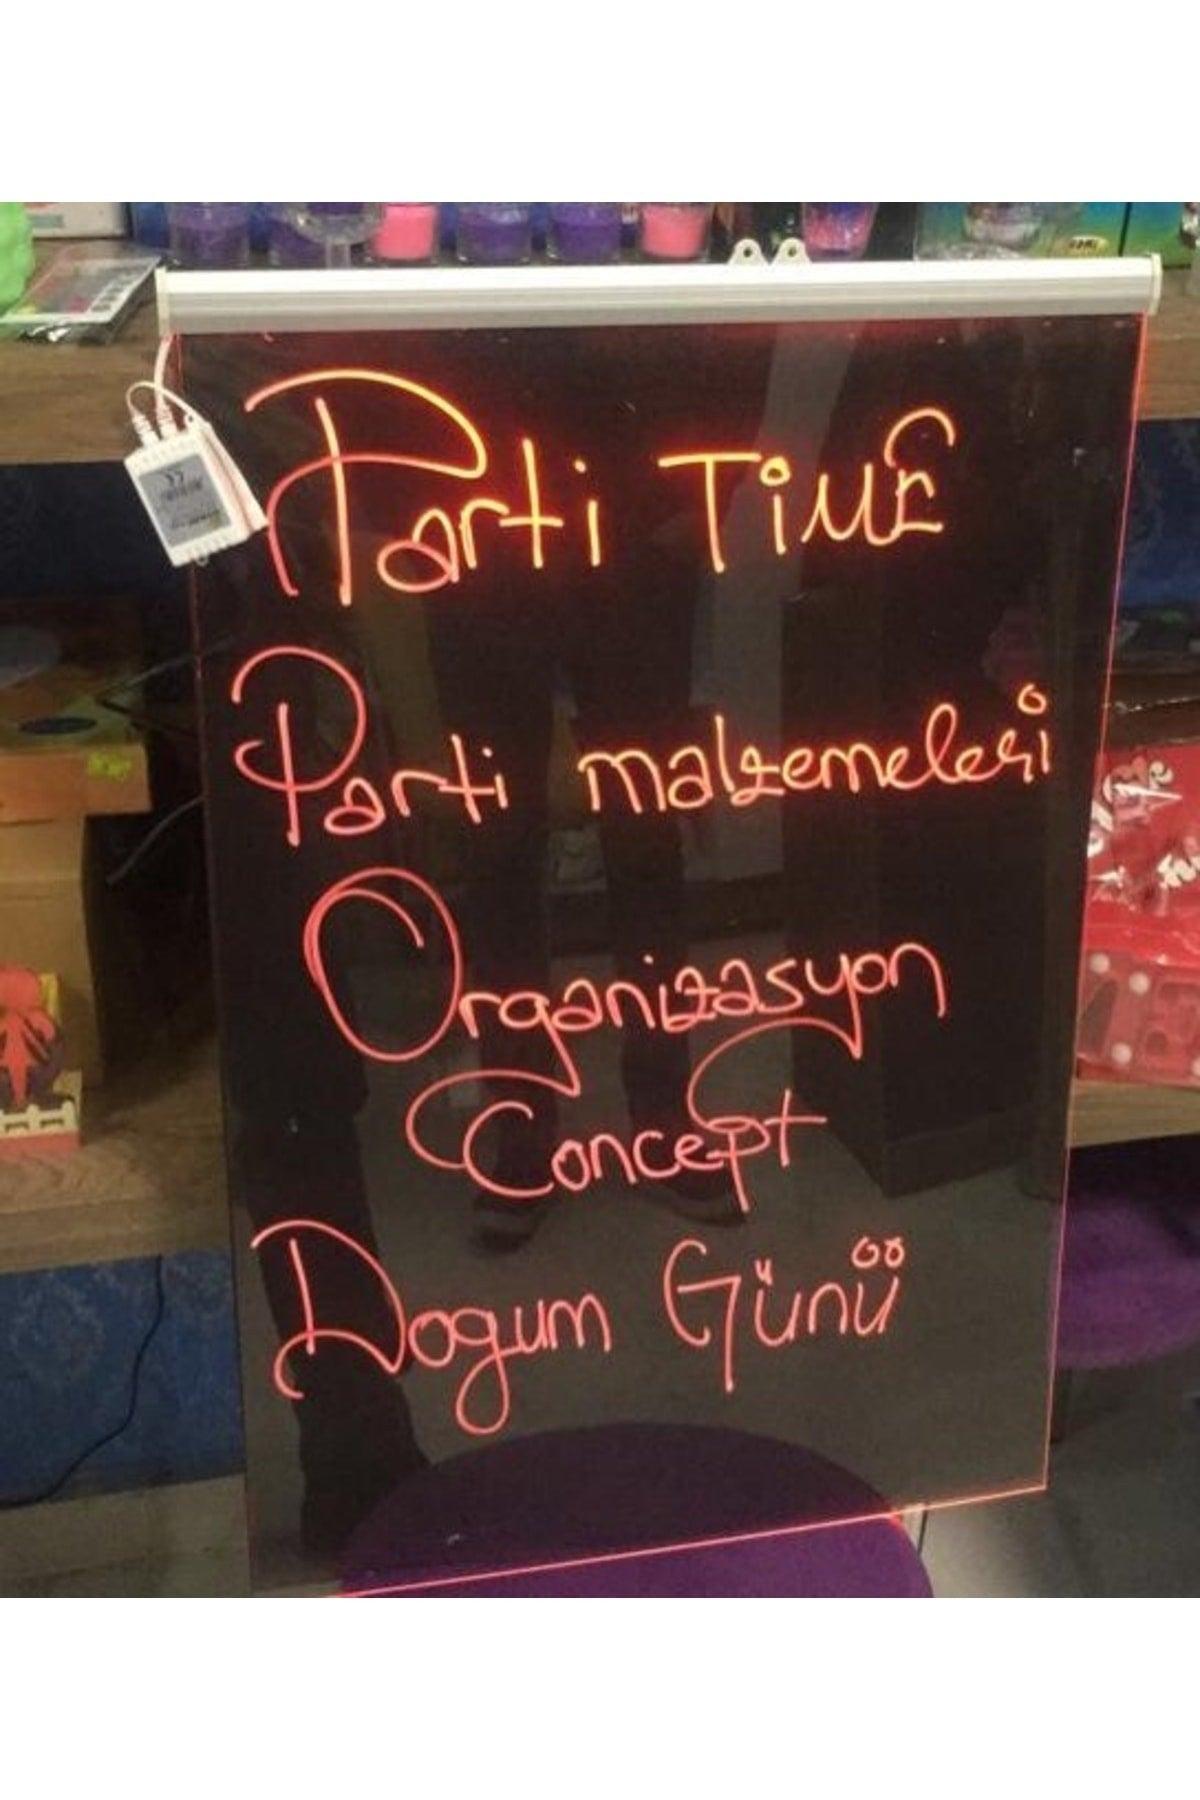 Parti TiME
Parti malzemeleri
Organizasyon
Concept
Dogum Günü